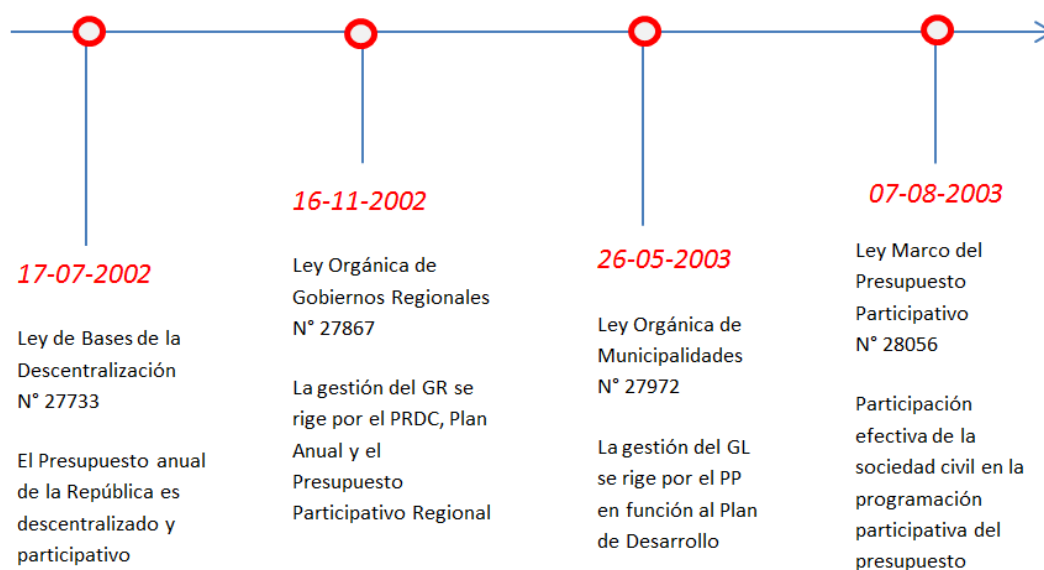 17-07-2002
Ley de Bases de la
Descentralización
N° 27733
El Presupuesto anual
de la República es
descentralizado y
participativo
16-11-2002
Ley Orgánica de
Gobiernos Regionales
N° 27867
La gestión del GR se
rige por el PRDC, Plan
Anual y el
Presupuesto
Participativo Regional
26-05-2003
Ley Orgánica de
Municipalidades
N° 27972
La gestión del GL
se rige por el PP
en función al Plan
de Desarrollo
07-08-2003
Ley Marco del
Presupuesto
Participativo
N° 28056
Participación
efectiva de la
sociedad civil en la
programación
participativa del
presupuesto